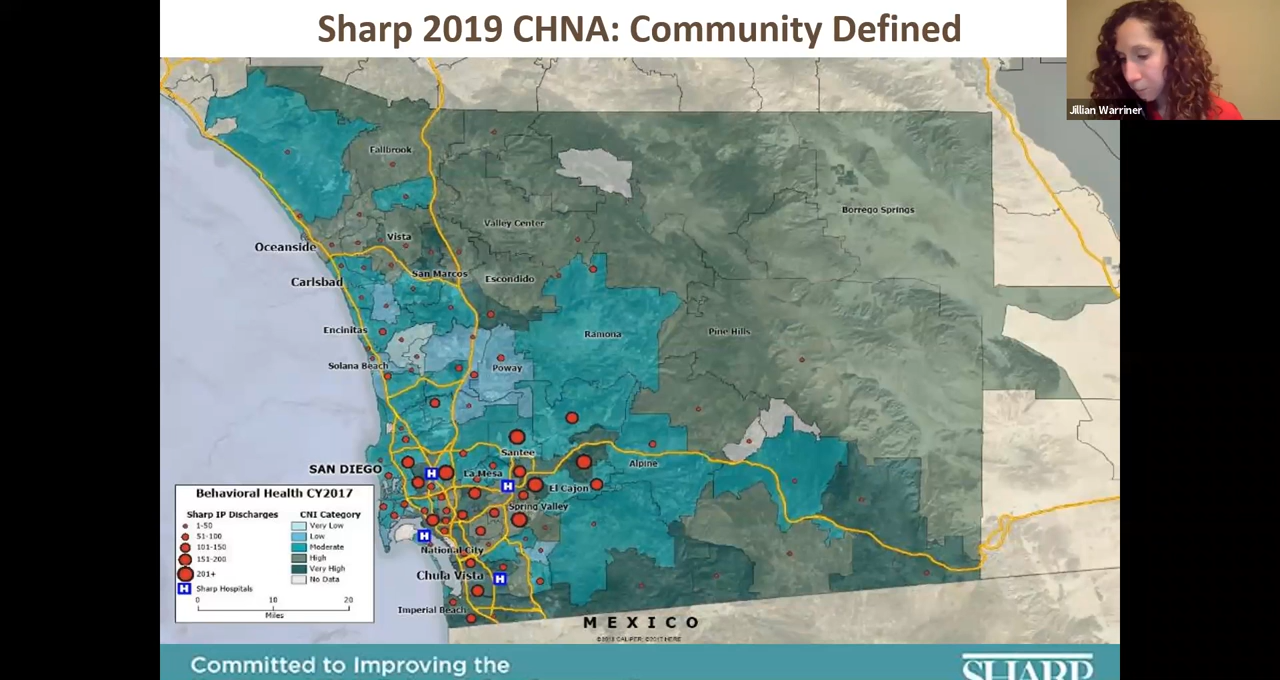 Sharp 2019 CHNA: Community Defined
Jillian Warriner
Fallbrook
Borrego Springs
Valley Center
Vista
Oceanside
San Marcos
Escondido
Carlsbad
Encinitas
Ramona
Pine Hills
Solana Beach
Poway
Santee
SAN DIEGO
La Mesa
Alpine
El Cajon
Spring Valley
National City
Chula Vista
Imperial Beach
MEXICO
Behavioral Health CY2017
Sharp IP Discharges
1-50
51-100
101-150
151-200
201+
Sharp Hospitals
CNI Category
Very Low
Low
Moderate
High
Very High
No Data
0 10 20
Miles
H
H
H
H
H
Committed to Improving the
SHARP